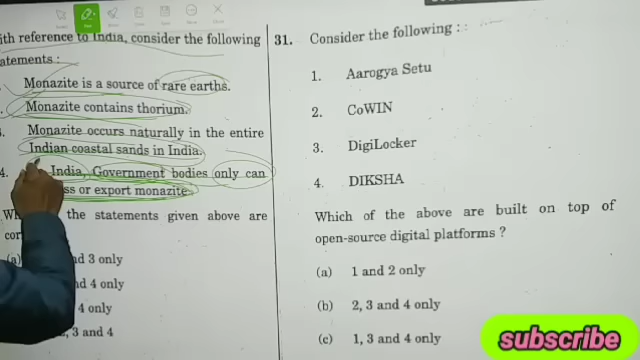 ith reference to India, consider the following
atements :
Monazite is a source of rare earths.
Monazite contains thorium.
3. Monazite occurs naturally in the entire
Indian coastal sands in India.
4. India, Government bodies only can
ss or export monazite
the statements given above are
cor
(a) nd 3 only
nd 4 only
4 only
3 and 4
31. Consider the following :
1. Aarogya Setu
2. CoWIN
3. DigiLocker
4. DIKSHA
Which of the above are built on top of
open-source digital platforms ?
(a) 1 and 2 only
(b) 2, 3 and 4 only
(c) 1, 3 and 4 only
subscribe